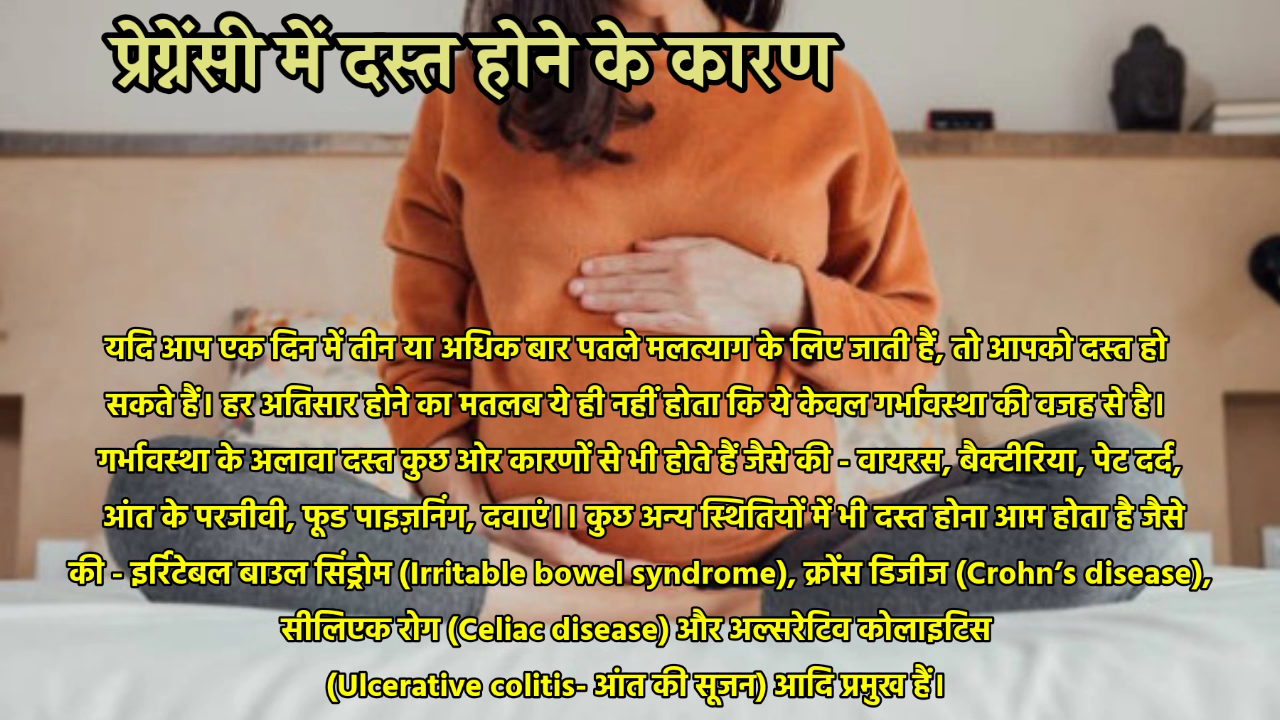 प्रेग्नेंसी में दस्त होने के कारण
यदि आप एक दिन में तीन या अधिक बार पतले मलत्याग के लिए जाती हैं, तो आपको दस्त हो
सकते हैं। हर अतिसार होने का मतलब ये ही नहीं होता कि ये केवल गर्भावस्था की वजह से है।
गर्भावस्था के अलावा दस्त कुछ ओर कारणों से भी होते हैं जैसे की - वायरस, बैक्टीरिया, पेट दर्द,
आंत के परजीवी, फूड पाइज़निंग, दवाएं।। कुछ अन्य स्थितियों में भी दस्त होना आम होता है जैसे
की - इर्रिटेबल बाउल सिंड्रोम (Irritable bowel syndrome), क्रोंस डिजीज (Crohn’s disease),
सीलिएक रोग (Celiac disease) और अल्सरेटिव कोलाइटिस
(Ulcerative colitis- आंत की सूजन) आदि प्रमुख हैं।